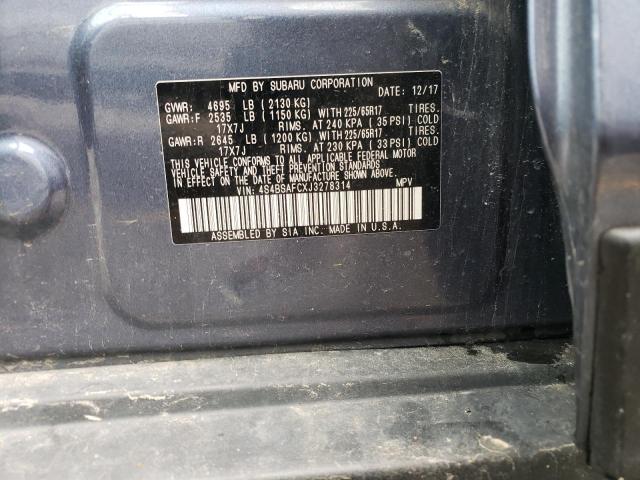 MFD BY SUBARU CORPORATION DATE: 12/17
GVWR: 4695 LB (2130 KG)
GAWR:F 2535 LB (1150 KG) WITH 225/65R17 TIRES.
17X7J RIMS. AT 240 KPA (35 PSI) COLD
GAWR:R 2645 LB (1200 KG) WITH 225/65R17 TIRES.
17X7J RIMS. AT 230 KPA (33 PSI) COLD
THIS VEHICLE CONFORMS TO ALL APPLICABLE FEDERAL MOTOR
VEHICLE SAFETY, BUMPER, AND THEFT PREVENTION STANDARDS
IN EFFECT ON THE DATE OF MANUFACTURE SHOWN ABOVE.
VIN: 4S4BSAFCXJ3278314 MPV
ASSEMBLED BY SIA INC. MADE IN U.S.A.